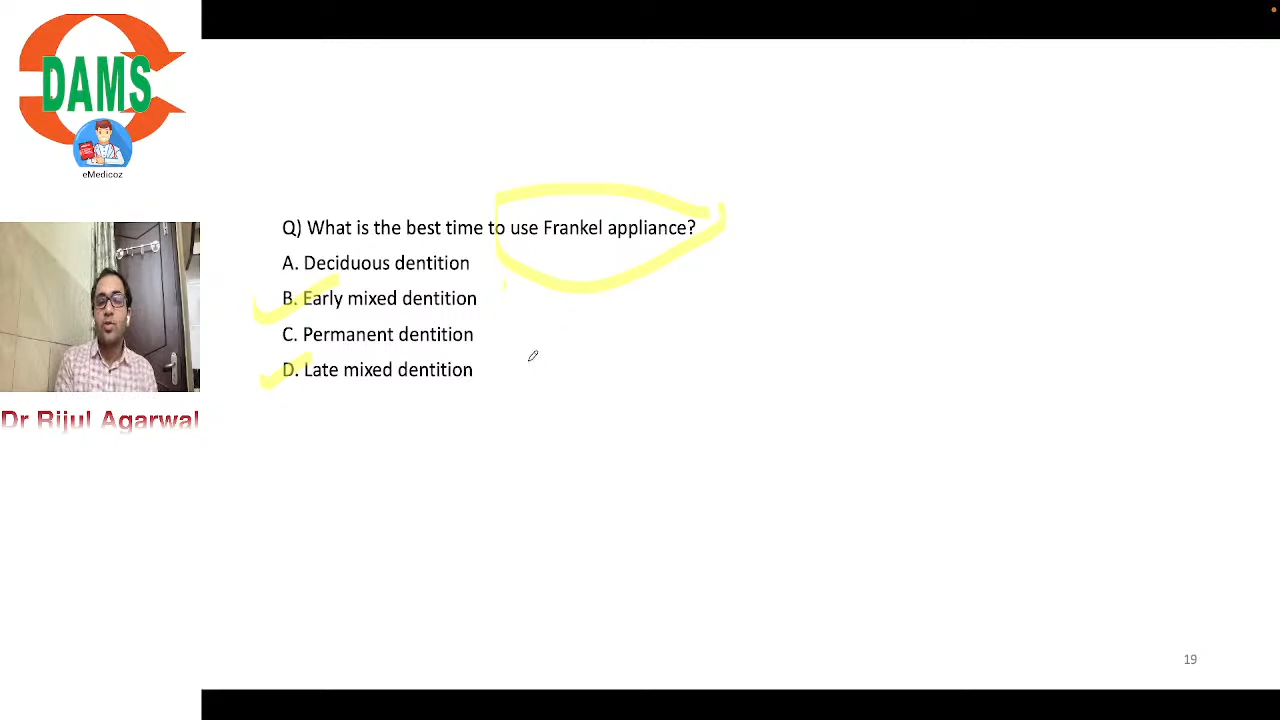 DAMS
eMedicoz
Q) What is the best time to use Frankel appliance?
A. Deciduous dentition
B. Early mixed dentition
C. Permanent dentition
D. Late mixed dentition
Dr Rijul Agarwal
19